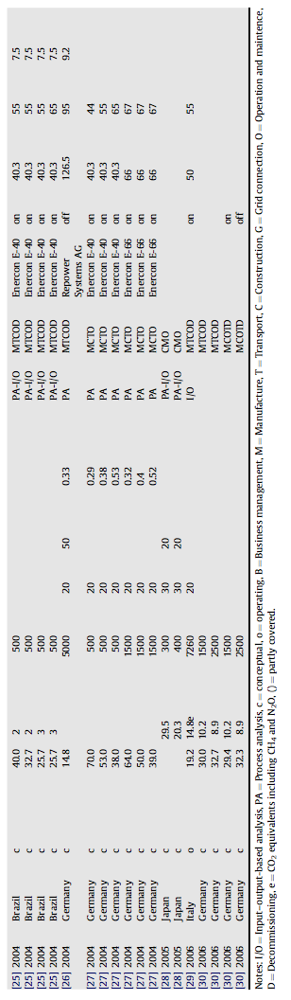 [25] 2004 Brazil c 40.0 2 500 PA-I/O MTCOD Enercon E-40 on 40.3 55 7.5
[25] 2004 Brazil c 32.7 2 500 PA-I/O MTCOD Enercon E-40 on 40.3 55 7.5
[25] 2004 Brazil c 25.7 3 500 PA-I/O MTCOD Enercon E-40 on 40.3 55 7.5
[25] 2004 Brazil c 25.7 3 500 PA-I/O MTCOD Enercon E-40 on 40.3 65 7.5
[26] 2004 Germany c 14.8 5000 20 50 0.33 PA MTCOD Repower off 126.5 95 9.2
Systems AG
[27] 2004 Germany c 70.0 500 20 0.29 PA MCTO Enercon E-40 on 40.3 44
[27] 2004 Germany c 53.0 500 20 0.38 PA MCTO Enercon E-40 on 40.3 55
[27] 2004 Germany c 38.0 500 20 0.53 PA MCTO Enercon E-40 on 40.3 65
[27] 2004 Germany c 64.0 1500 20 0.32 PA MCTO Enercon E-66 on 66 67
[27] 2004 Germany c 50.0 1500 20 0.4 PA MCTO Enercon E-66 on 66 67
[27] 2004 Germany c 39.0 1500 20 0.52 PA MCTO Enercon E-66 on 66 67
[28] 2005 Japan c 29.5 300 30 20 PA-I/O CMO
[28] 2005 Japan c 20.3 400 30 20 PA-I/O CMO
[29] 2006 Italy o 19.2 14.8e 7260 20 I/O MTCOD on 50 55
[30] 2006 Germany c 30.0 10.2 1500 MTCOD
[30] 2006 Germany c 32.7 8.9 2500 MTCOD
[30] 2006 Germany c 29.4 10.2 1500 MCOTD on
[30] 2006 Germany c 32.3 8.9 2500 MCOTD off
Notes: I/O = Input–output-based analysis, PA = Process analysis, c = conceptual, o = operating, B = Business management, M = Manufacture, T = Transport, C = Construction, G = Grid connection, O = Operation and maintence,
D = Decommissioning, e = CO2 equivalents including CH4 and N2O, () = partly covered.